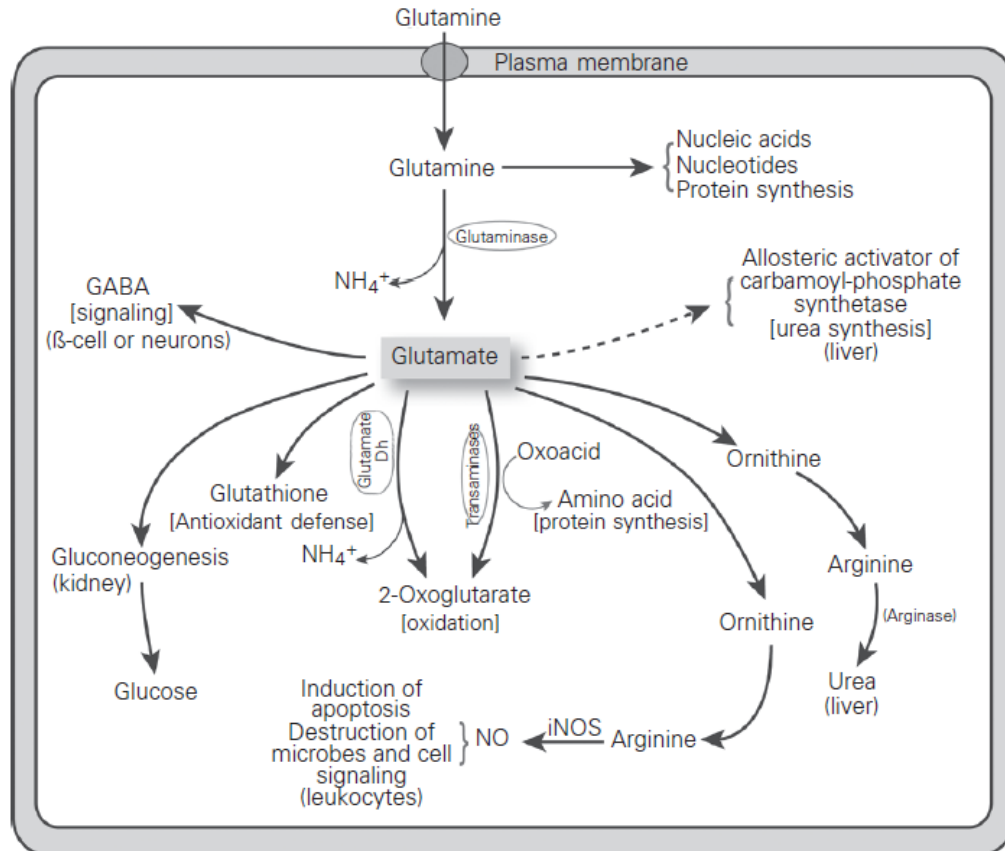 Glutamine
Plasma membrane
Glutamine
Nucleic acids
Nucleotides
Protein synthesis
Glutaminase
NH₄⁺
GABA
[signaling]
(ß-cell or neurons)
Allosteric activator of
carbamoyl-phosphate
synthetase
[urea synthesis]
(liver)
Glutamate
Glutamate
Dh
Transaminases
Oxoacid
Amino acid
[protein synthesis]
Ornithine
Glutathione
[Antioxidant defense]
NH₄⁺
Gluconeogenesis
(kidney)
Arginine
2-Oxoglutarate
[oxidation]
(Arginase)
Ornithine
Glucose
Urea
(liver)
Induction of
apoptosis
Destruction of
microbes and cell
signaling
(leukocytes)
NO
iNOS
Arginine